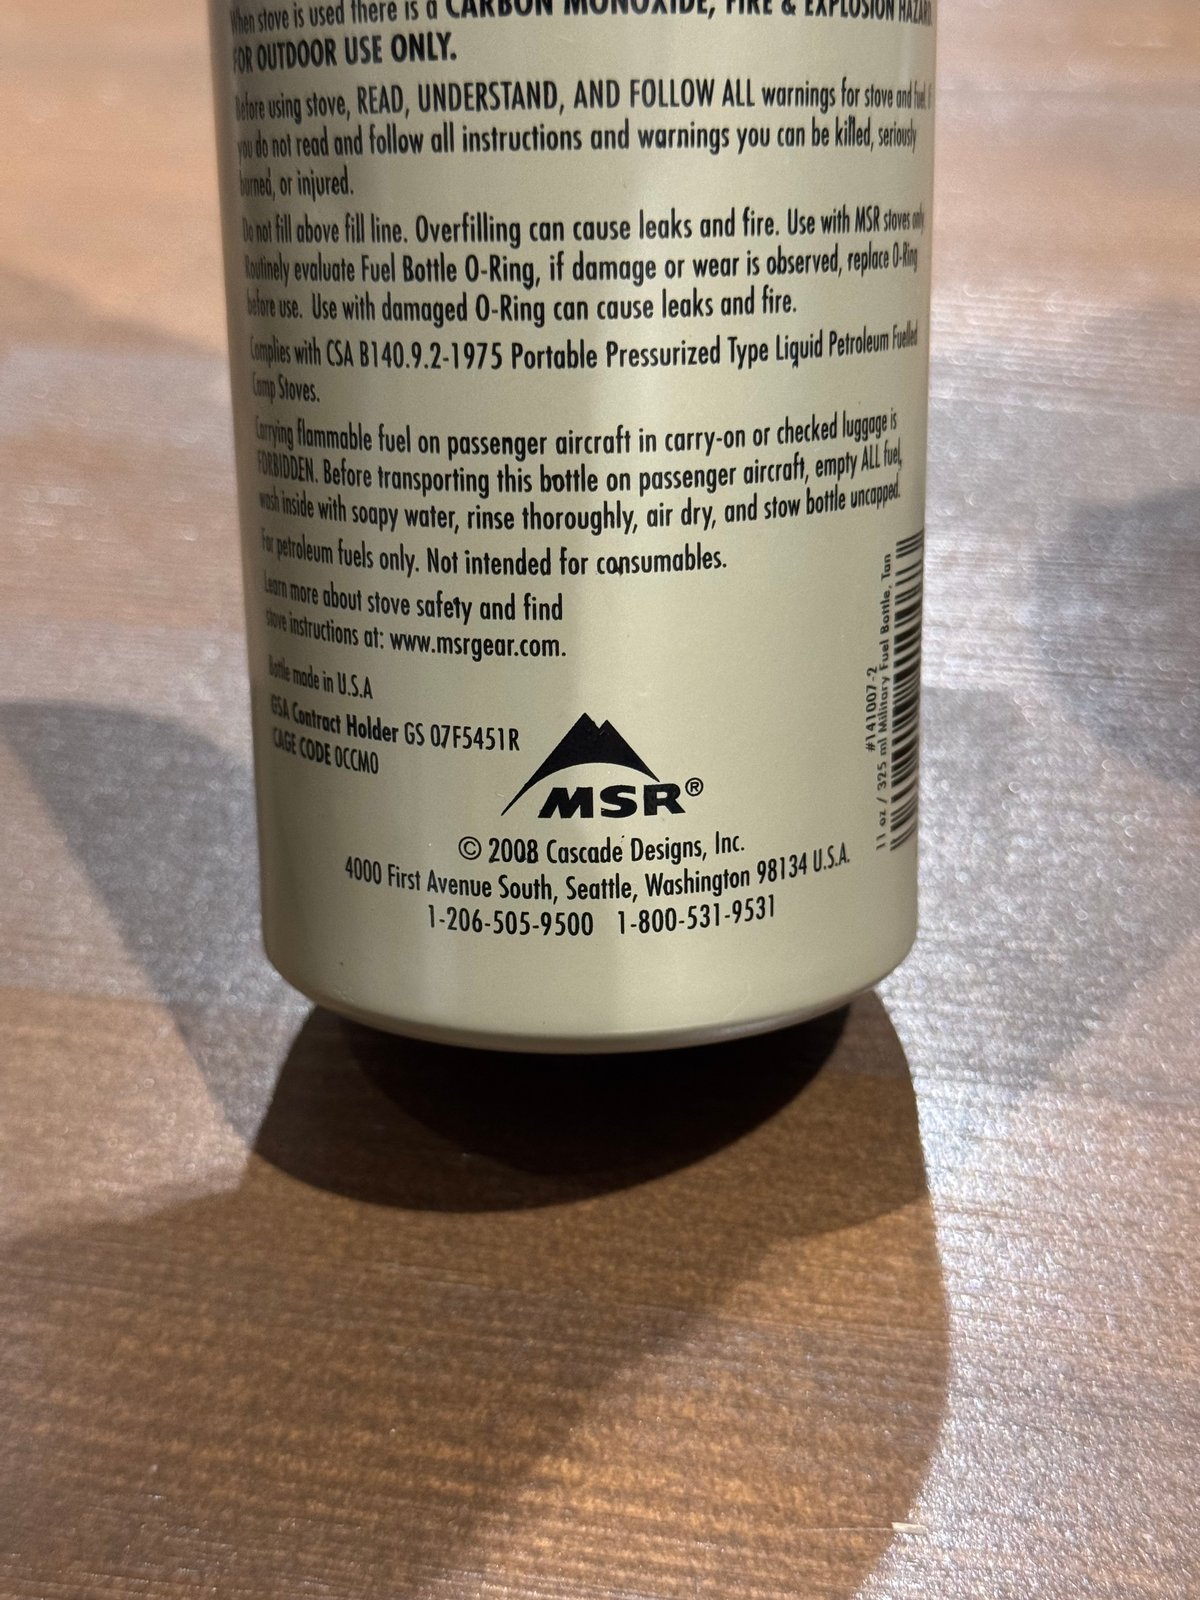 When stove is used there is a CARBON MONOXIDE, FIRE & EXPLOSION HAZARD.
FOR OUTDOOR USE ONLY.
Before using stove, READ, UNDERSTAND, AND FOLLOW ALL warnings for stove and fuel. If
you do not read and follow all instructions and warnings you can be killed, seriously
burned, or injured.
Do not fill above fill line. Overfilling can cause leaks and fire. Use with MSR stoves only.
Routinely evaluate Fuel Bottle O-Ring, if damage or wear is observed, replace O-Ring
before use. Use with damaged O-Ring can cause leaks and fire.
Complies with CSA B140.9.2-1975 Portable Pressurized Type Liquid Petroleum Fuelled
Camp Stoves.
Carrying flammable fuel on passenger aircraft in carry-on or checked luggage is
FORBIDDEN. Before transporting this bottle on passenger aircraft, empty ALL fuel,
wash inside with soapy water, rinse thoroughly, air dry, and stow bottle uncapped.
For petroleum fuels only. Not intended for consumables.
Learn more about stove safety and find
stove instructions at: www.msrgear.com.
Bottle made in U.S.A
GSA Contract Holder GS 07F5451R
CAGE CODE 0CCM0
MSR®
© 2008 Cascade Designs, Inc.
4000 First Avenue South, Seattle, Washington 98134 U.S.A.
1-206-505-9500 1-800-531-9531
#141007-2
11 oz / 325 ml Military Fuel Bottle, Tan